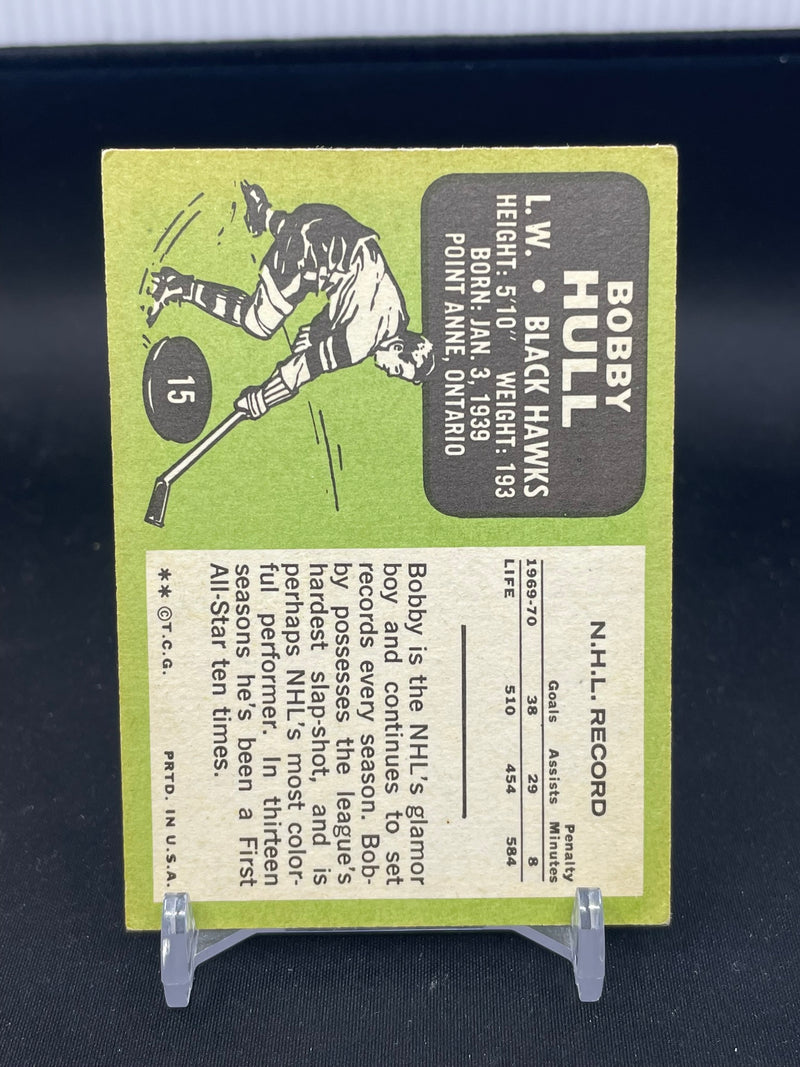 BOBBY
HULL
L.W. • BLACK HAWKS
HEIGHT: 5'10" WEIGHT: 193
BORN: JAN. 3, 1939
POINT ANNE, ONTARIO
15
N.H.L. RECORD
Penalty
Goals Assists Minutes
1969-70 38 29 8
LIFE 510 454 584
Bobby is the NHL's glamor
boy and continues to set
records every season. Bob-
by possesses the league's
hardest slap-shot, and is
perhaps NHL's most color-
ful performer. In thirteen
seasons he's been a First
All-Star ten times.
** ©T.C.G. PRTD. IN U.S.A.